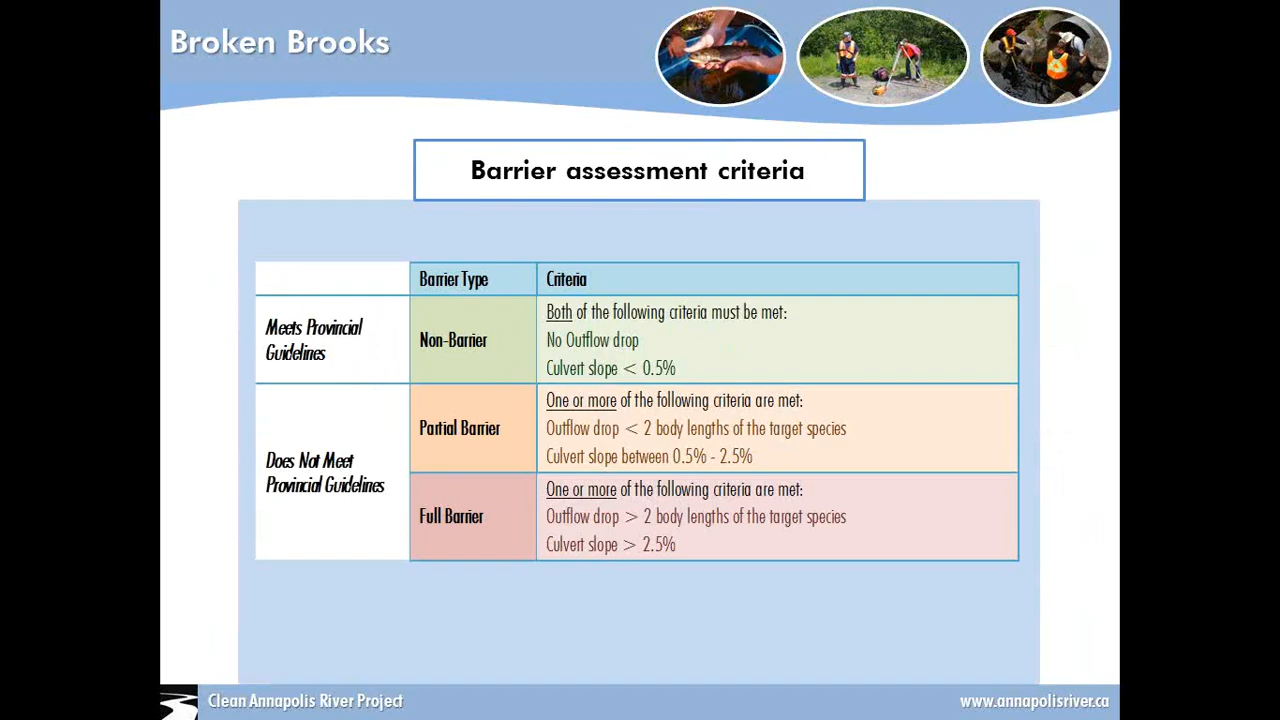 Broken Brooks
Barrier assessment criteria
Barrier Type
Criteria
Meets Provincial
Guidelines
Non-Barrier
Both of the following criteria must be met:
No Outflow drop
Culvert slope < 0.5%
Does Not Meet
Provincial Guidelines
Partial Barrier
One or more of the following criteria are met:
Outflow drop < 2 body lengths of the target species
Culvert slope between 0.5% - 2.5%
Full Barrier
One or more of the following criteria are met:
Outflow drop > 2 body lengths of the target species
Culvert slope > 2.5%
Clean Annapolis River Project
www.annapolisriver.ca